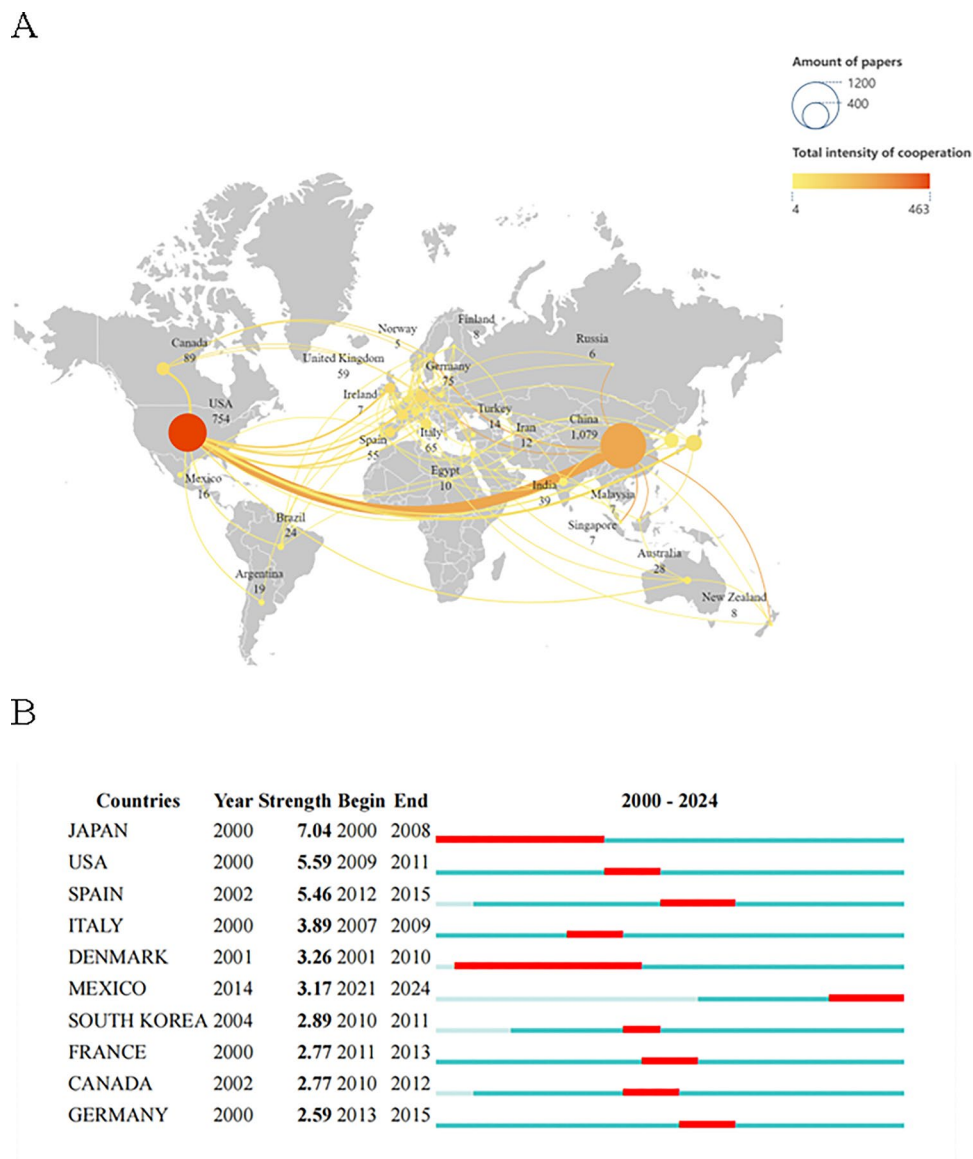 A
Amount of papers
1200
400
Total intensity of cooperation
4 463
Norway
5
Finland
8
Russia
6
Canada
89
United Kingdom
59
Germany
75
Ireland
7
USA
754
Turkey
14
China
1,079
Iran
12
Spain
55
Italy
65
Egypt
10
India
39
Mexico
16
Malaysia
7
Singapore
7
Brazil
24
Australia
28
Argentina
19
New Zealand
8
B
Countries Year Strength Begin End 2000 - 2024
JAPAN 2000 7.04 2000 2008
USA 2000 5.59 2009 2011
SPAIN 2002 5.46 2012 2015
ITALY 2000 3.89 2007 2009
DENMARK 2001 3.26 2001 2010
MEXICO 2014 3.17 2021 2024
SOUTH KOREA 2004 2.89 2010 2011
FRANCE 2000 2.77 2011 2013
CANADA 2002 2.77 2010 2012
GERMANY 2000 2.59 2013 2015